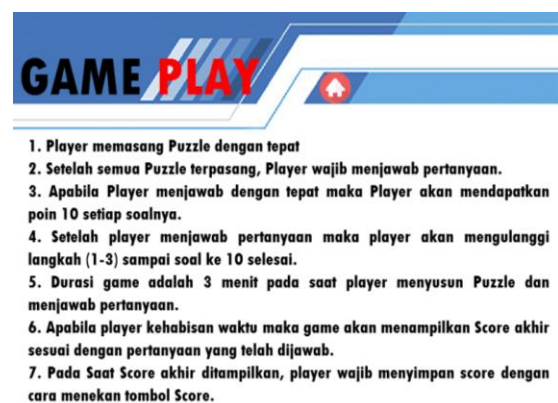 GAME PLAY
1. Player memasang Puzzle dengan tepat
2. Setelah semua Puzzle terpasang, Player wajib menjawab pertanyaan.
3. Apabila Player menjawab dengan tepat maka Player akan mendapatkan
poin 10 setiap soalnya.
4. Setelah player menjawab pertanyaan maka player akan mengulanggi
langkah (1-3) sampai soal ke 10 selesai.
5. Durasi game adalah 3 menit pada saat player menyusun Puzzle dan
menjawab pertanyaan.
6. Apabila player kehabisan waktu maka game akan menampilkan Score akhir
sesuai dengan pertanyaan yang telah dijawab.
7. Pada Saat Score akhir ditampilkan, player wajib menyimpan score dengan
cara menekan tombol Score.